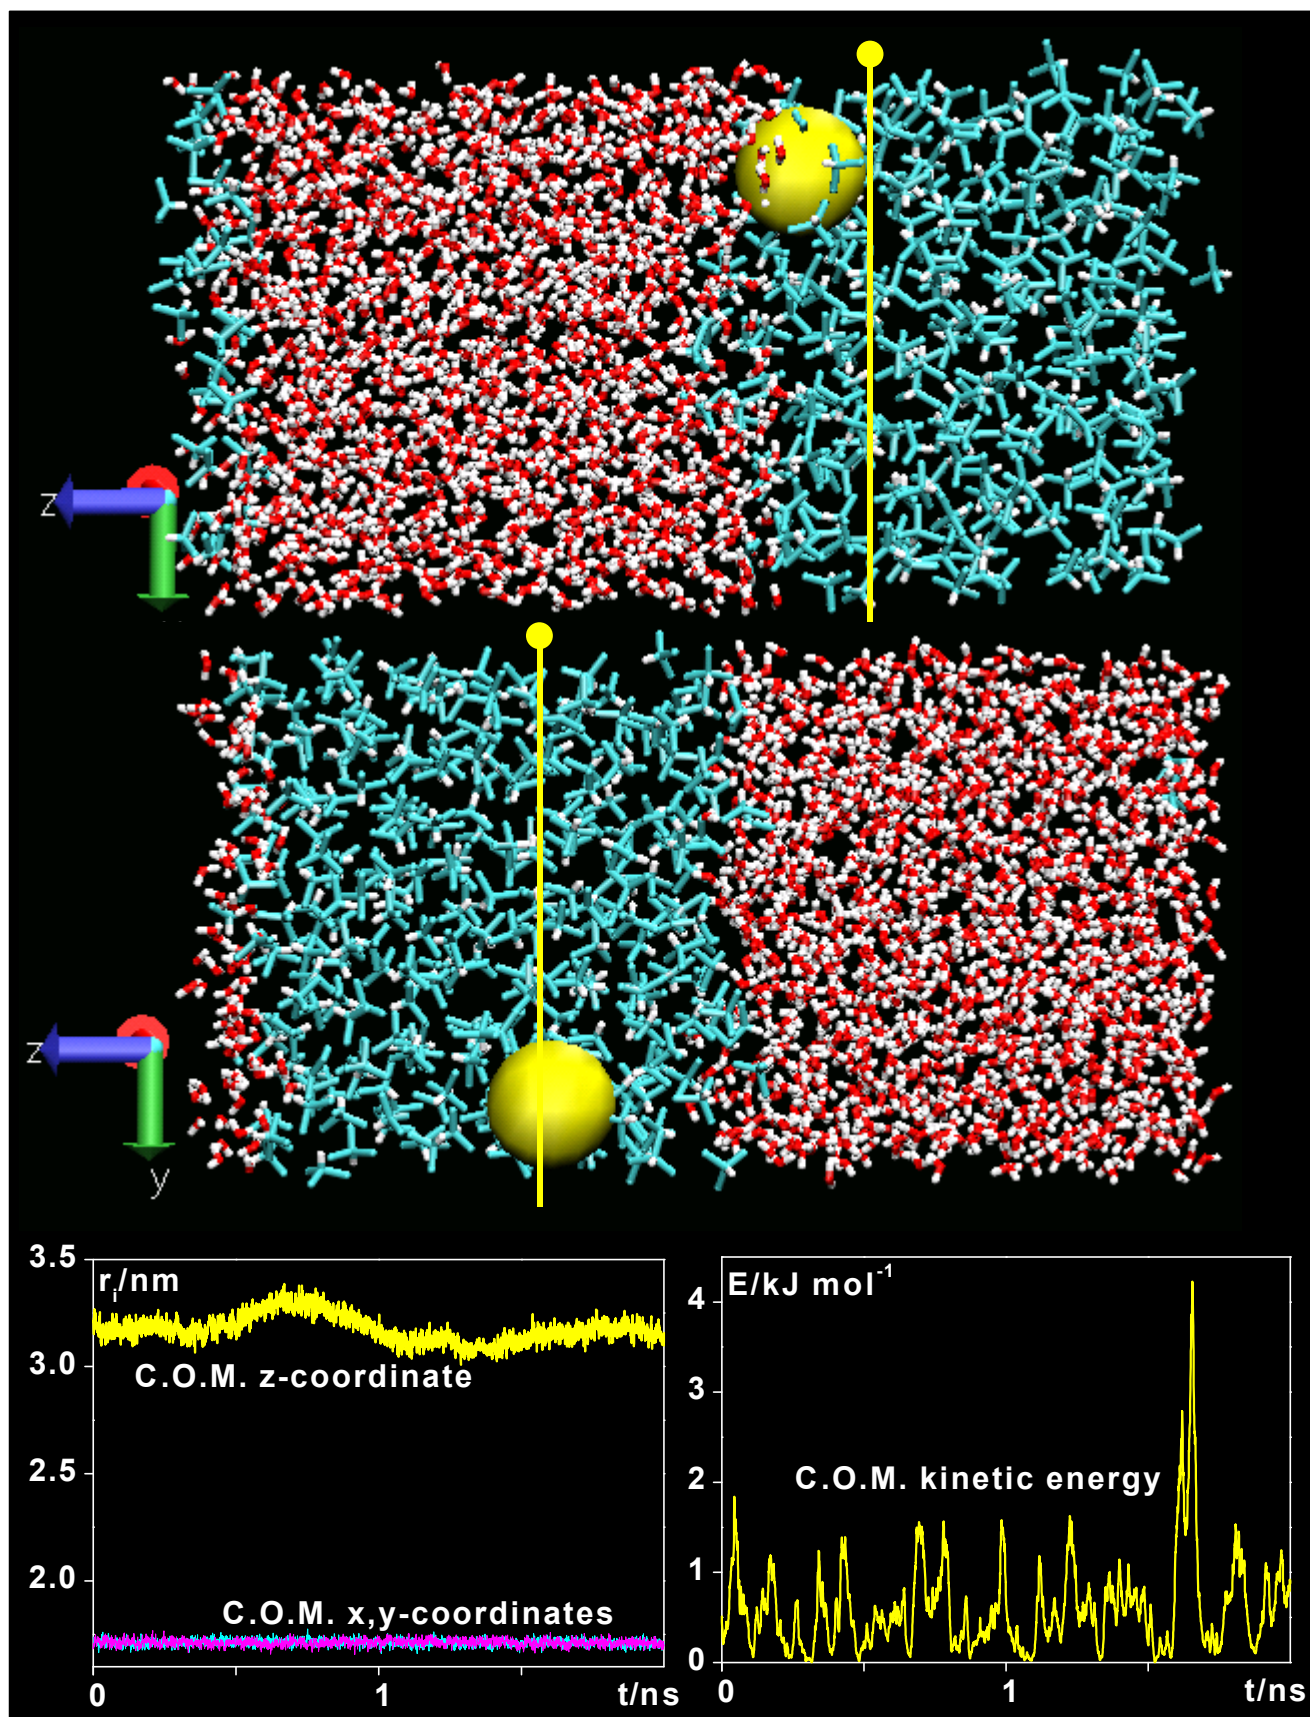 z
z
y
3.5
r_i/nm
3.0
C.O.M. z-coordinate
2.5
2.0
C.O.M. x,y-coordinates
0
1
t/ns
E/kJ mol⁻¹
4
3
2
C.O.M. kinetic energy
1
0
0
1
t/ns